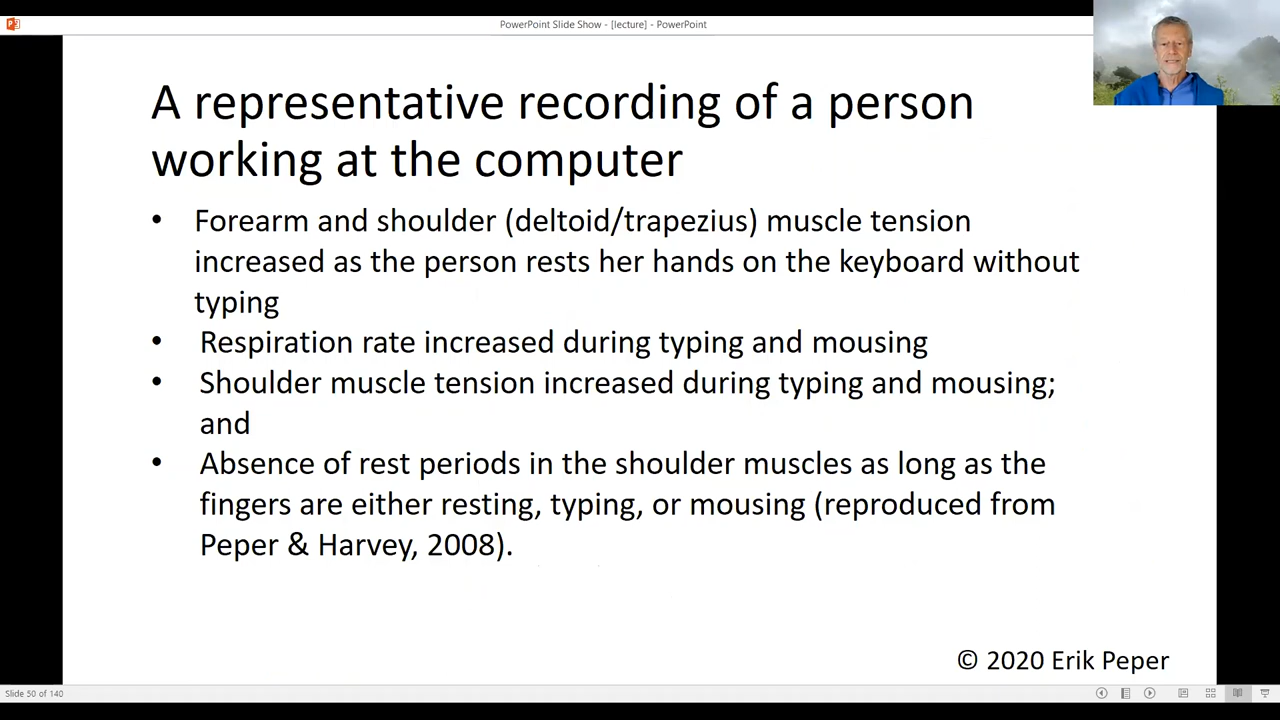 PowerPoint Slide Show - [lecture] - PowerPoint
A representative recording of a person
working at the computer
• Forearm and shoulder (deltoid/trapezius) muscle tension
increased as the person rests her hands on the keyboard without
typing
• Respiration rate increased during typing and mousing
• Shoulder muscle tension increased during typing and mousing;
and
• Absence of rest periods in the shoulder muscles as long as the
fingers are either resting, typing, or mousing (reproduced from
Peper & Harvey, 2008).
© 2020 Erik Peper
Slide 50 of 140